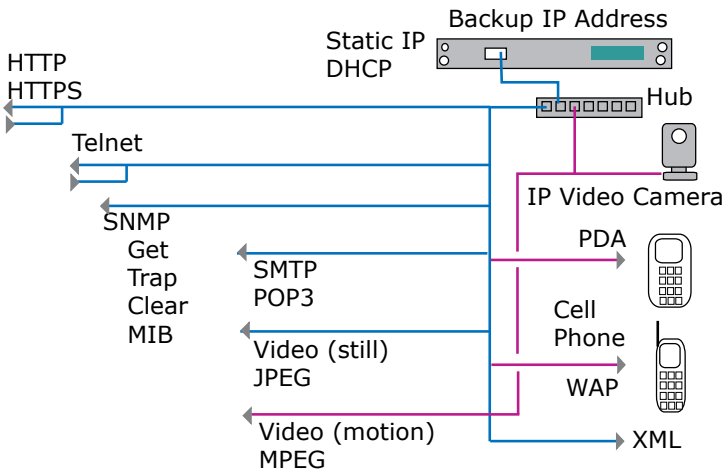 Backup IP Address
Static IP
DHCP
HTTP
HTTPS
Hub
Telnet
IP Video Camera
SNMP
Get
Trap
Clear
MIB
PDA
SMTP
POP3
Cell
Phone
Video (still)
JPEG
WAP
Video (motion)
MPEG
XML